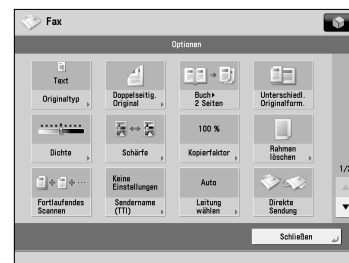 Fax
Optionen
Text
Originaltyp
Doppelseitig.
Original
Buch▸
2 Seiten
Unterschiedl.
Originalform.
Dichte
Schärfe
100 %
Kopierfaktor
Rahmen
löschen
Fortlaufendes
Scannen
Keine
Einstellungen
Sendername
(TTI)
Auto
Leitung
wählen
Direkte
Sendung
1/2
Schließen